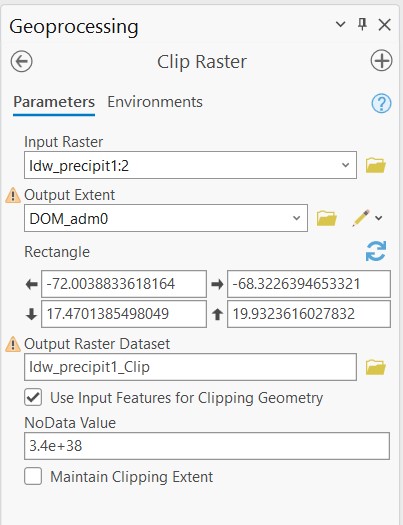 Geoprocessing
Clip Raster
Parameters Environments
Input Raster
Idw_precipit1:2
Output Extent
DOM_adm0
Rectangle
-72.0038833618164 -68.3226394653321
17.4701385498049 19.9323616027832
Output Raster Dataset
Idw_precipit1_Clip
Use Input Features for Clipping Geometry
NoData Value
3.4e+38
Maintain Clipping Extent